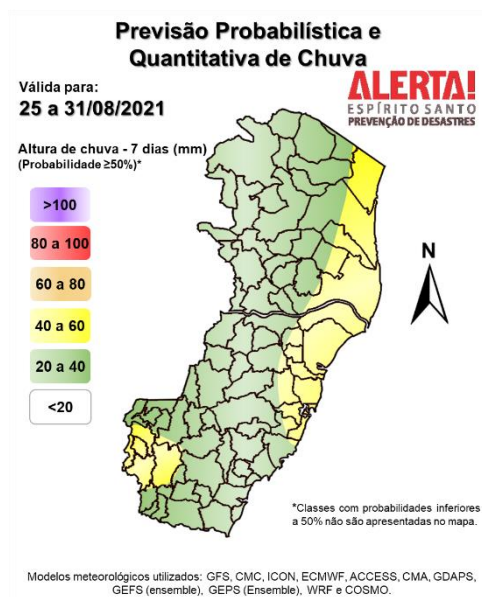 Previsão Probabilística e
Quantitativa de Chuva
Válida para:
25 a 31/08/2021
ALERTA!
ESPÍRITO SANTO
PREVENÇÃO DE DESASTRES
Altura de chuva - 7 dias (mm)
(Probabilidade ≥50%)*
>100
80 a 100
60 a 80
40 a 60
20 a 40
<20
N
*Classes com probabilidades inferiores
a 50% não são apresentadas no mapa.
Modelos meteorológicos utilizados: GFS, CMC, ICON, ECMWF, ACCESS, CMA, GDAPS,
GEFS (ensemble), GEPS (Ensemble), WRF e COSMO.